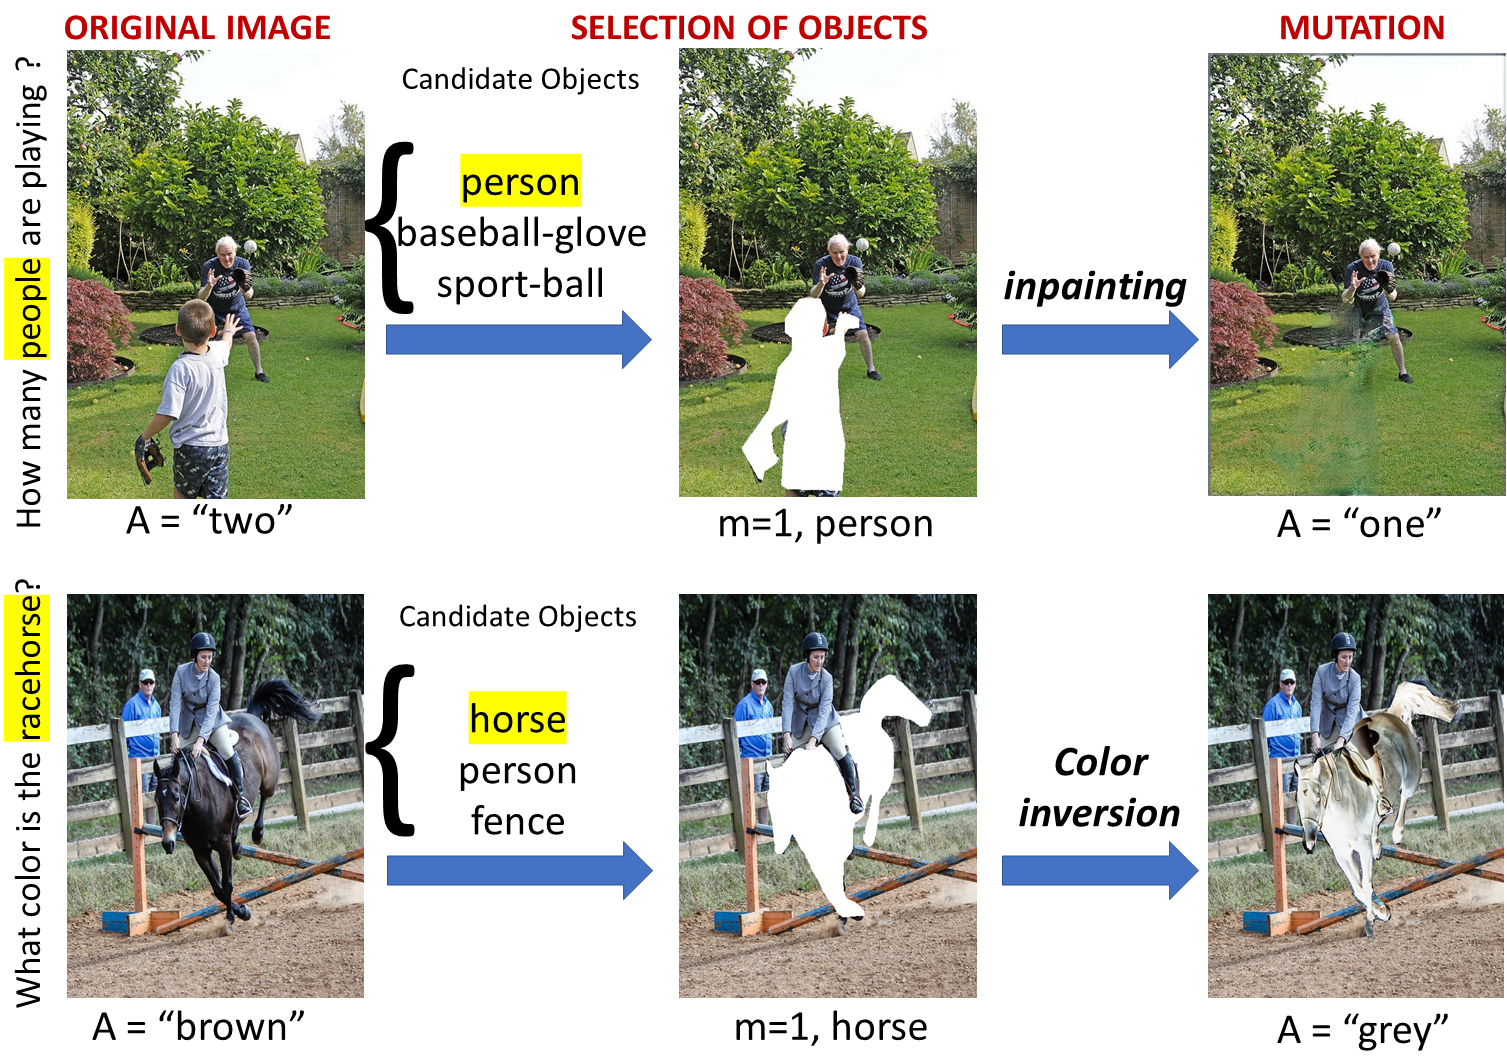 ORIGINAL IMAGE
SELECTION OF OBJECTS
MUTATION
How many people are playing ?
Candidate Objects
{
person
baseball-glove
sport-ball
inpainting
A = “two”
m=1, person
A = “one”
What color is the racehorse?
Candidate Objects
{
horse
person
fence
Color
inversion
A = “brown”
m=1, horse
A = “grey”